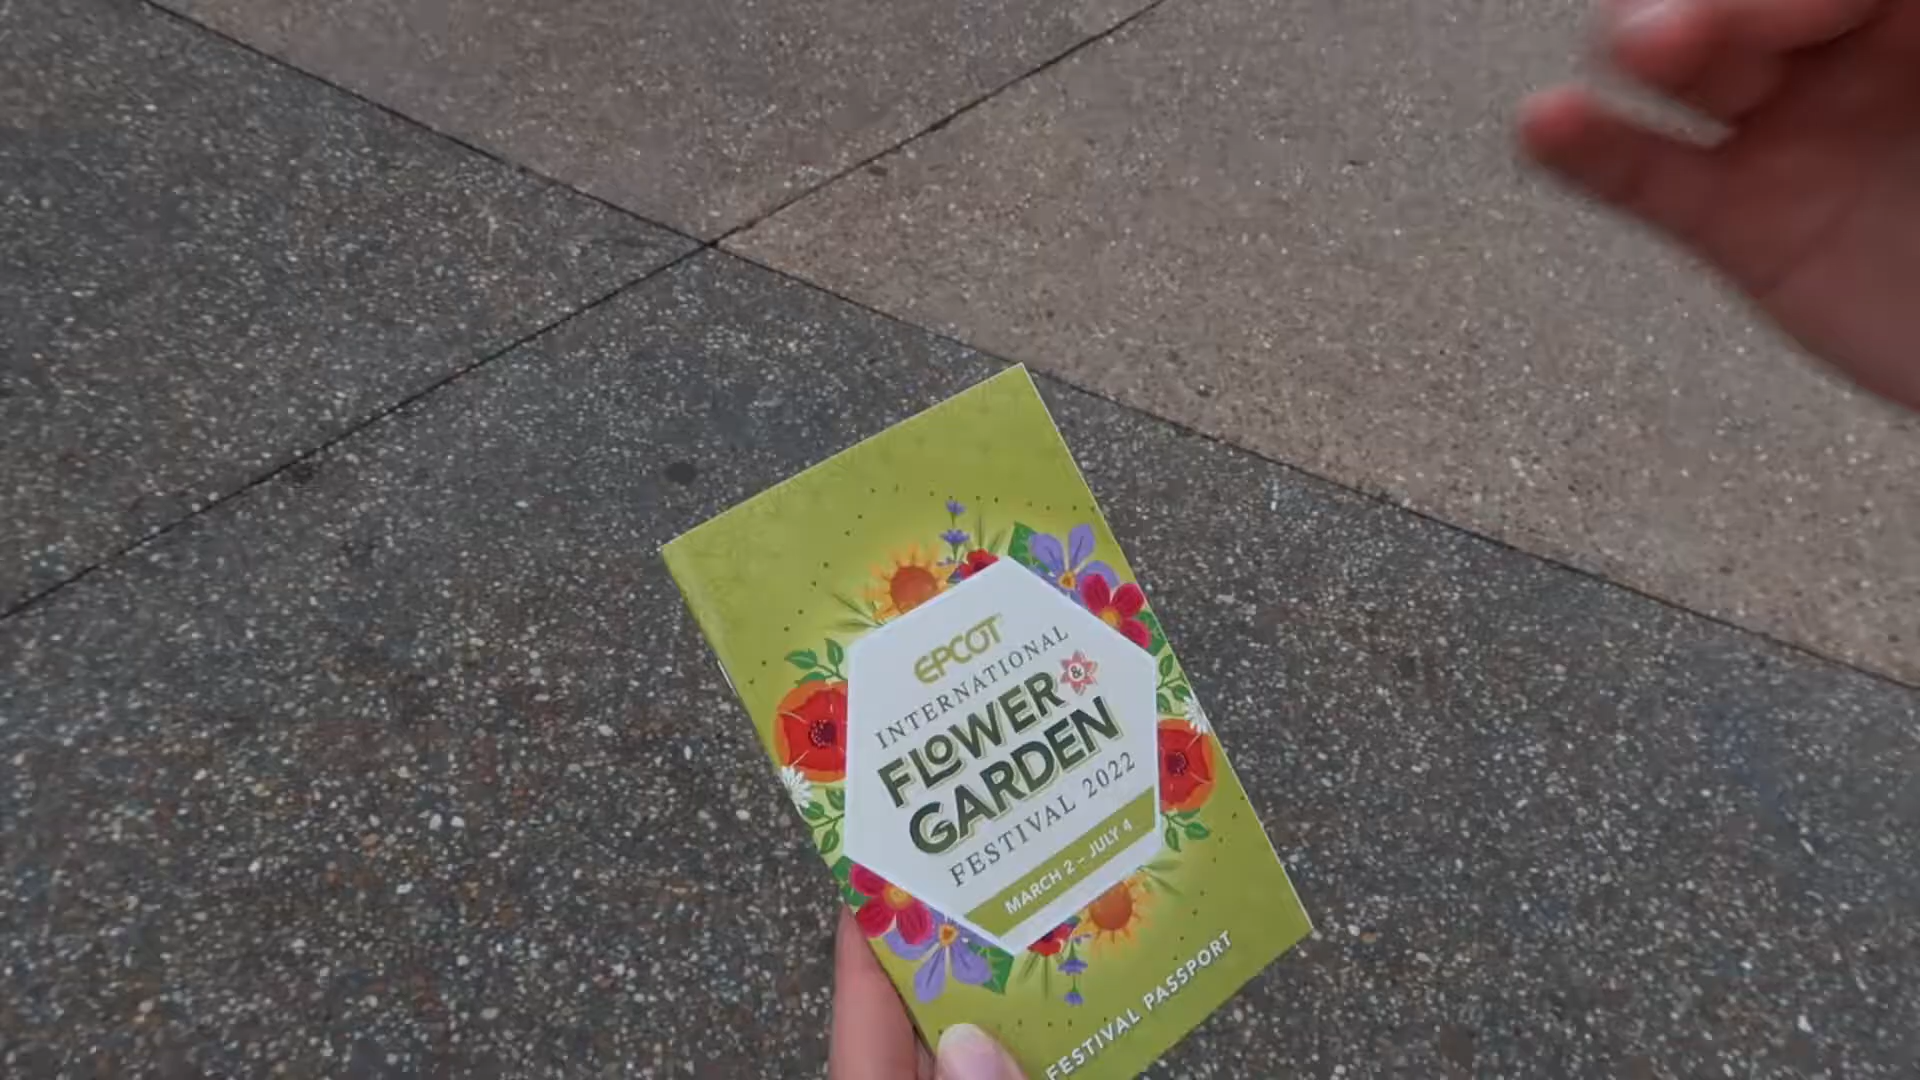 EPCOT
INTERNATIONAL
FLOWER &
GARDEN
FESTIVAL 2022
MARCH 2 - JULY 4
FESTIVAL PASSPORT